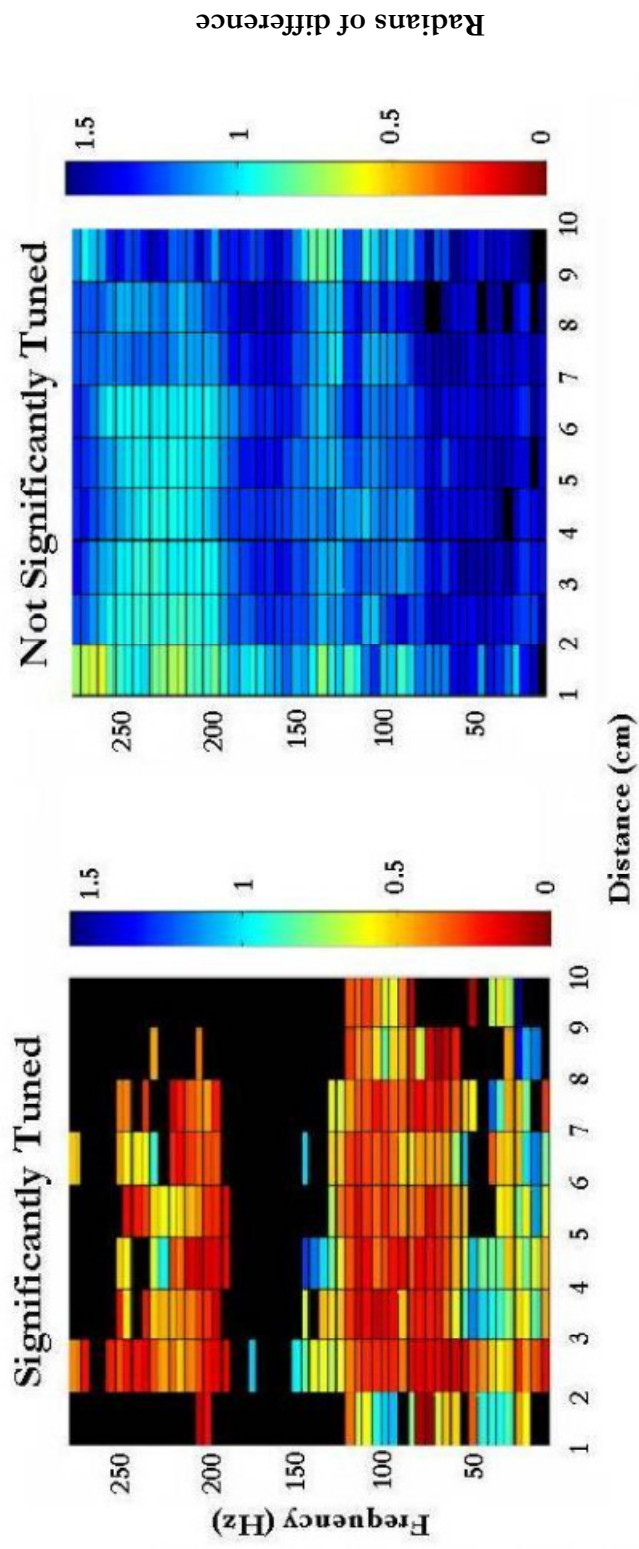 Significantly Tuned
Frequency (Hz)
250
200
150
100
50
1 2 3 4 5 6 7 8 9 10
1.5
1
0.5
0
Not Significantly Tuned
250
200
150
100
50
1 2 3 4 5 6 7 8 9 10
1.5
1
0.5
0
Radians of difference
Distance (cm)